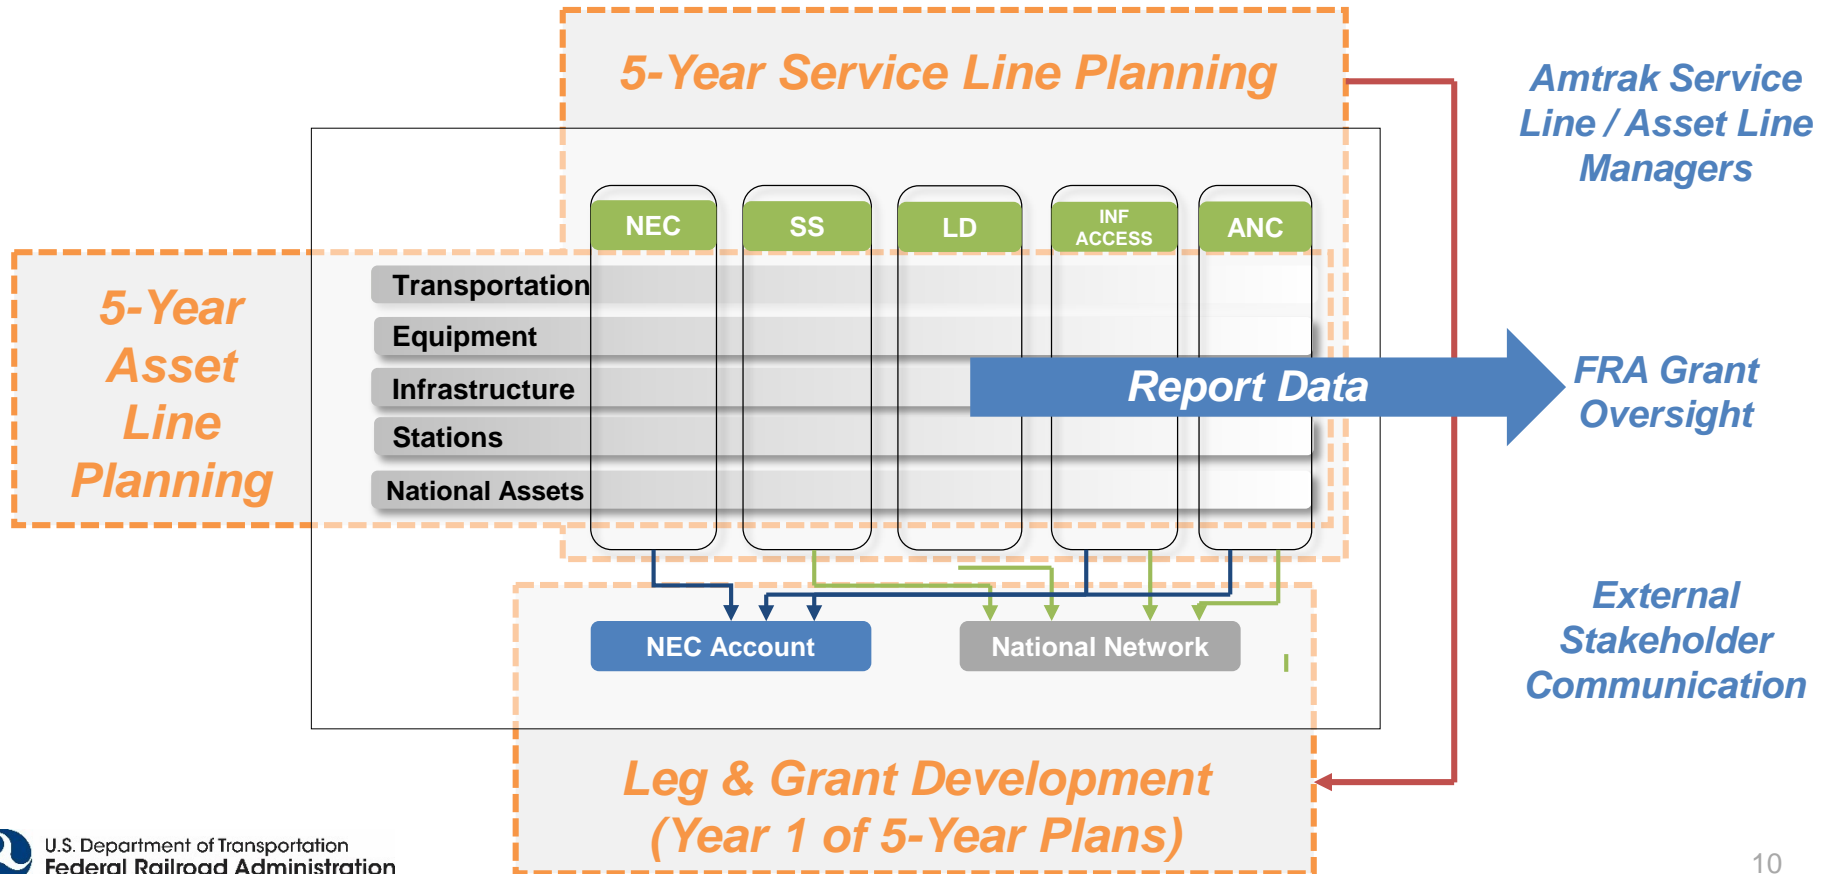 5-Year Service Line Planning
Amtrak Service
Line / Asset Line
Managers
NEC
SS
LD
INF
ACCESS
ANC
5-Year
Asset
Line
Planning
Transportation
Equipment
Infrastructure
Stations
National Assets
Report Data
FRA Grant
Oversight
NEC Account
National Network
External
Stakeholder
Communication
Leg & Grant Development
(Year 1 of 5-Year Plans)
U.S. Department of Transportation
Federal Railroad Administration
10